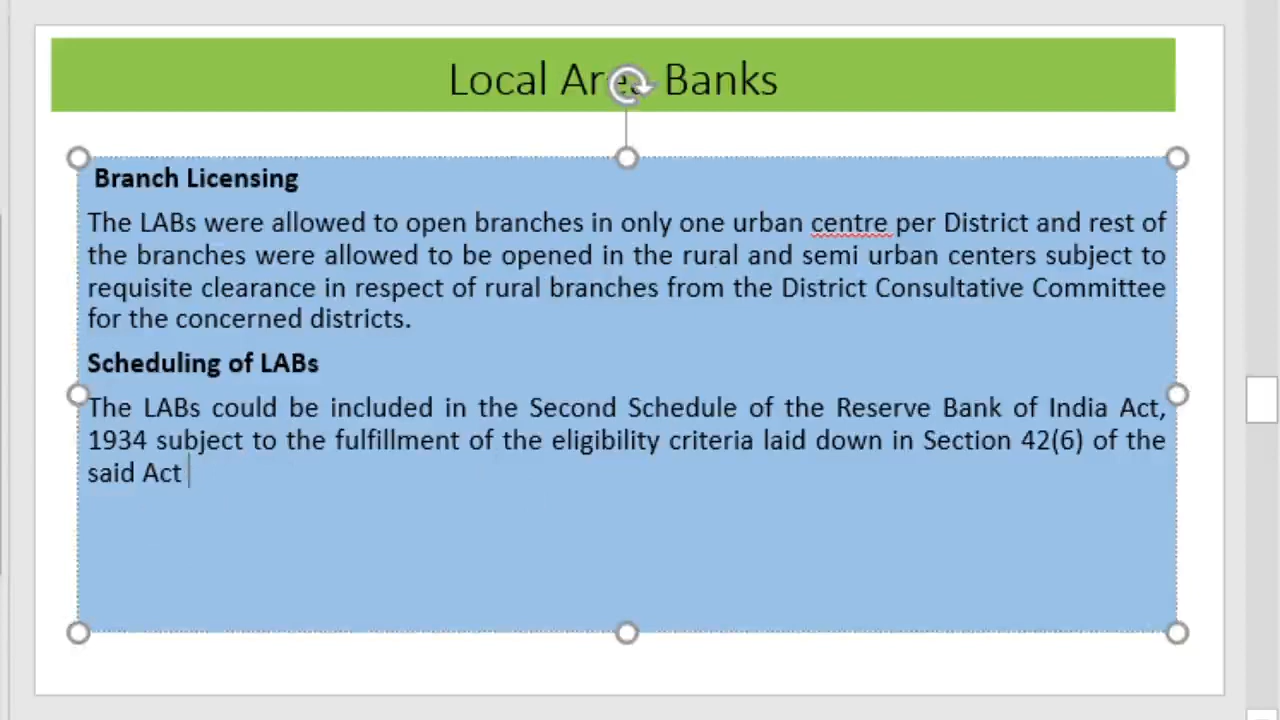 Local Area Banks
Branch Licensing
The LABs were allowed to open branches in only one urban centre per District and rest of
the branches were allowed to be opened in the rural and semi urban centers subject to
requisite clearance in respect of rural branches from the District Consultative Committee
for the concerned districts.
Scheduling of LABs
The LABs could be included in the Second Schedule of the Reserve Bank of India Act,
1934 subject to the fulfillment of the eligibility criteria laid down in Section 42(6) of the
said Act